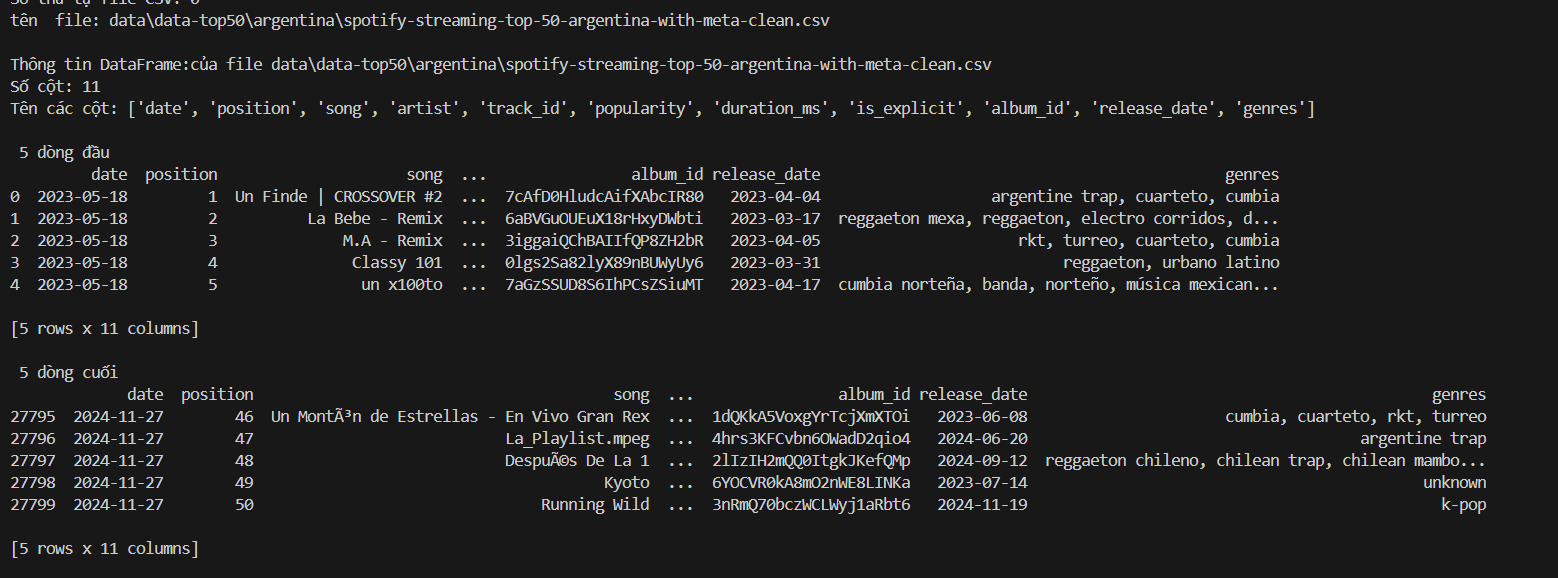 Số thứ tự file CSV: 0
tên  file: data\data-top50\argentina\spotify-streaming-top-50-argentina-with-meta-clean.csv
Thông tin DataFrame:của file data\data-top50\argentina\spotify-streaming-top-50-argentina-with-meta-clean.csv
Số cột: 11
Tên các cột: ['date', 'position', 'song', 'artist', 'track_id', 'popularity', 'duration_ms', 'is_explicit', 'album_id', 'release_date', 'genres']
5 dòng đầu
date position song ... album_id release_date genres
0 2023-05-18 1 Un Finde | CROSSOVER #2 ... 7cAfD0HludcAifXAbcIR80 2023-04-04 argentine trap, cuarteto, cumbia
1 2023-05-18 2 La Bebe - Remix ... 6aBVGuOUEuX18rHxyDWbti 2023-03-17 reggaeton mexa, reggaeton, electro corridos, d...
2 2023-05-18 3 M.A - Remix ... 3iggaiQChBAIIfQP8ZH2bR 2023-04-05 rkt, turreo, cuarteto, cumbia
3 2023-05-18 4 Classy 101 ... 0lgs2Sa82lyX89nBUWyUy6 2023-03-31 reggaeton, urbano latino
4 2023-05-18 5 un x100to ... 7aGzSSUD8S6IhPCsZSiuMT 2023-04-17 cumbia norteña, banda, norteño, música mexican...
[5 rows x 11 columns]
5 dòng cuối
date position song ... album_id release_date genres
27795 2024-11-27 46 Un MontÃ³n de Estrellas - En Vivo Gran Rex ... 1dQKkA5VoxgYrTcjXmXTOi 2023-06-08 cumbia, cuarteto, rkt, turreo
27796 2024-11-27 47 La_Playlist.mpeg ... 4hrs3KFCvbn6OWadD2qio4 2024-06-20 argentine trap
27797 2024-11-27 48 DespuÃ©s De La 1 ... 2lIzIH2mQQ0ItgkJKefQMp 2024-09-12 reggaeton chileno, chilean trap, chilean mambo...
27798 2024-11-27 49 Kyoto ... 6YOCVR0kA8mO2nWE8LINKa 2023-07-14 unknown
27799 2024-11-27 50 Running Wild ... 3nRmQ70bczWCLWyj1aRbt6 2024-11-19 k-pop
[5 rows x 11 columns]